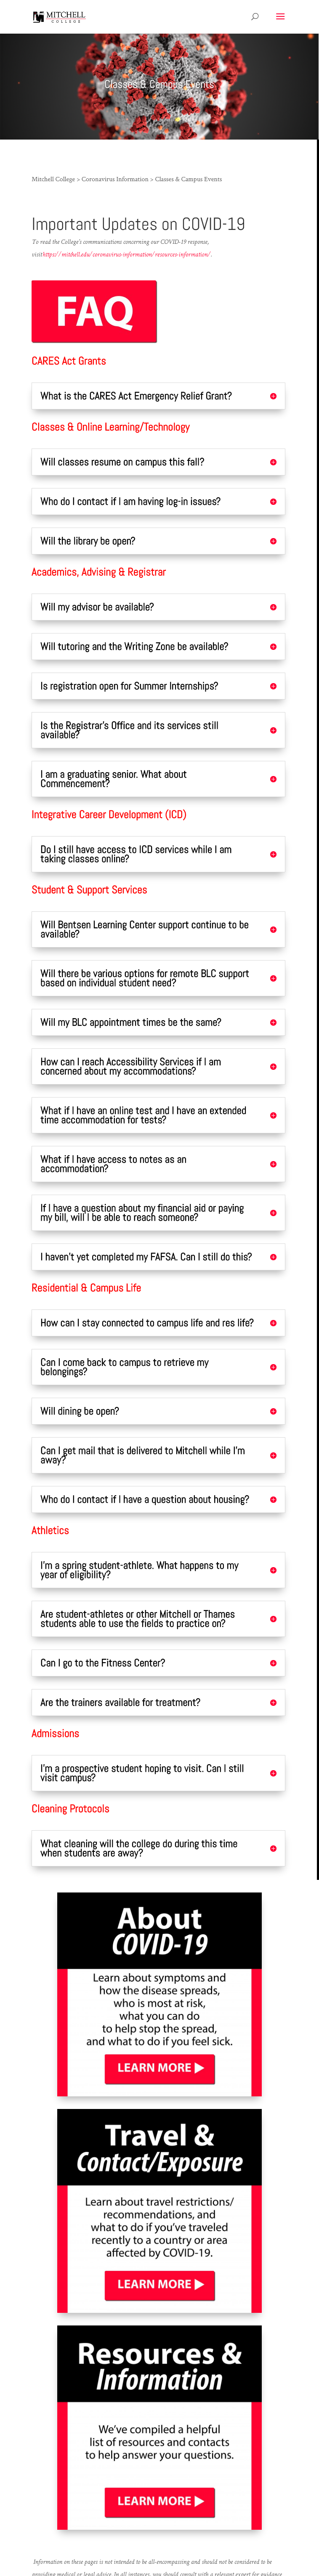 MITCHELL
COLLEGE
Classes & Campus Events
Mitchell College > Coronavirus Information > Classes & Campus Events
Important Updates on COVID-19
To read the College's communications concerning our COVID-19 response,
visit https://mitchell.edu/coronavirus-information/resources-information/.
FAQ
CARES Act Grants
What is the CARES Act Emergency Relief Grant?
Classes & Online Learning/Technology
Will classes resume on campus this fall?
Who do I contact if I am having log-in issues?
Will the library be open?
Academics, Advising & Registrar
Will my advisor be available?
Will tutoring and the Writing Zone be available?
Is registration open for Summer Internships?
Is the Registrar's Office and its services still
available?
I am a graduating senior. What about
Commencement?
Integrative Career Development (ICD)
Do I still have access to ICD services while I am
taking classes online?
Student & Support Services
Will Bentsen Learning Center support continue to be
available?
Will there be various options for remote BLC support
based on individual student need?
Will my BLC appointment times be the same?
How can I reach Accessibility Services if I am
concerned about my accommodations?
What if I have an online test and I have an extended
time accommodation for tests?
What if I have access to notes as an
accommodation?
If I have a question about my financial aid or paying
my bill, will I be able to reach someone?
I haven't yet completed my FAFSA. Can I still do this?
Residential & Campus Life
How can I stay connected to campus life and res life?
Can I come back to campus to retrieve my
belongings?
Will dining be open?
Can I get mail that is delivered to Mitchell while I'm
away?
Who do I contact if I have a question about housing?
Athletics
I'm a spring student-athlete. What happens to my
year of eligibility?
Are student-athletes or other Mitchell or Thames
students able to use the fields to practice on?
Can I go to the Fitness Center?
Are the trainers available for treatment?
Admissions
I'm a prospective student hoping to visit. Can I still
visit campus?
Cleaning Protocols
What cleaning will the college do during this time
when students are away?
About
COVID-19
Learn about symptoms and
how the disease spreads,
who is most at risk,
what you can do
to help stop the spread,
and what to do if you feel sick.
LEARN MORE
Travel &
Contact/Exposure
Learn about travel restrictions/
recommendations, and
what to do if you've traveled
recently to a country or area
affected by COVID-19.
LEARN MORE
Resources &
Information
We've compiled a helpful
list of resources and contacts
to help answer your questions.
LEARN MORE
Information on these pages is not intended to be all-encompassing and should not be considered to be
providing medical or legal advice. In all instances, you should consult with a relevant expert for guidance